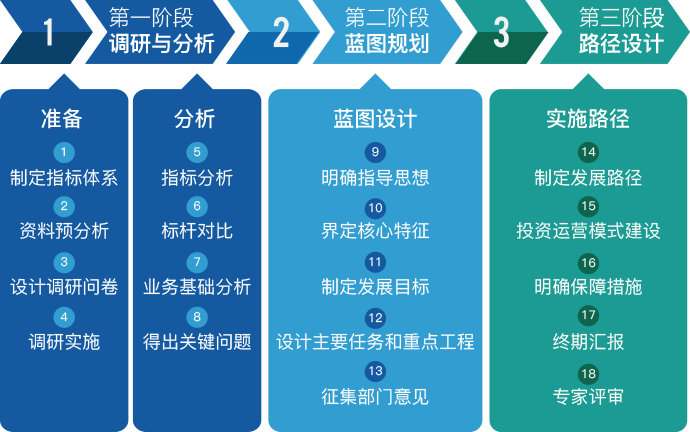 1
第一阶段
调研与分析
2
第二阶段
蓝图规划
3
第三阶段
路径设计
准备
1
制定指标体系
2
资料预分析
3
设计调研问卷
4
调研实施
分析
5
指标分析
6
标杆对比
7
业务基础分析
8
得出关键问题
蓝图设计
9
明确指导思想
10
界定核心特征
11
制定发展目标
12
设计主要任务和重点工程
13
征集部门意见
实施路径
14
制定发展路径
15
投资运营模式建设
16
明确保障措施
17
终期汇报
18
专家评审